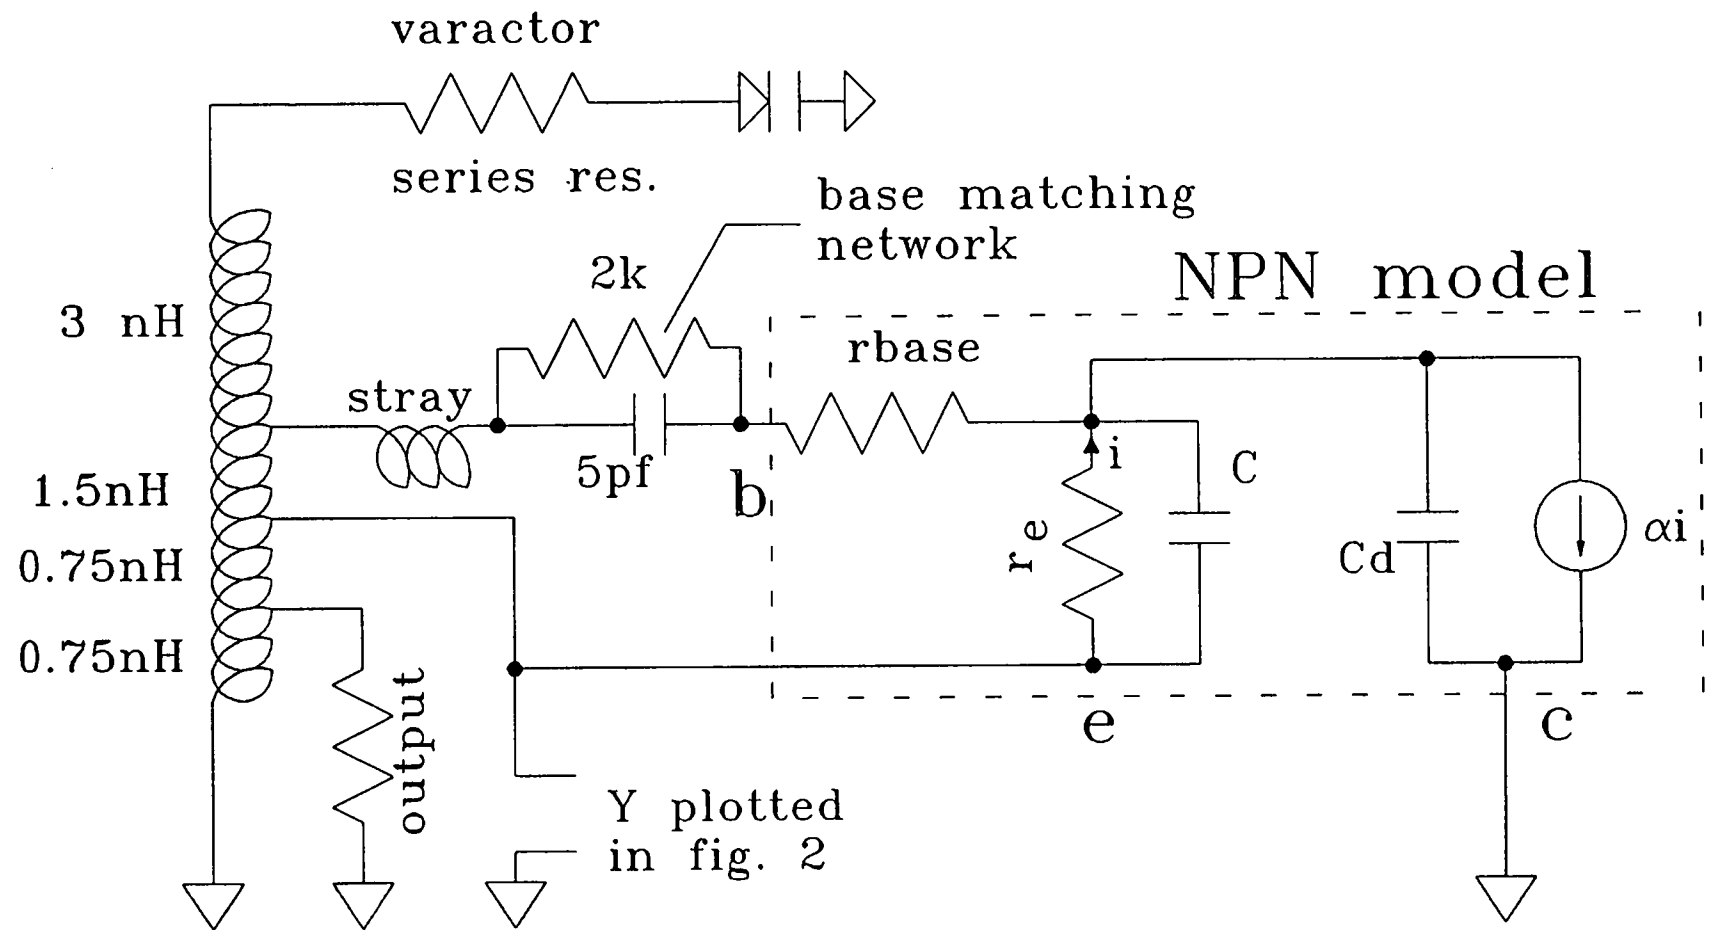 varactor
series res.
base matching
network
2k
NPN model
3 nH
rbase
stray
5pf
b
i
C
1.5nH
re
Cd
αi
0.75nH
0.75nH
output
e
c
Y plotted
in fig. 2